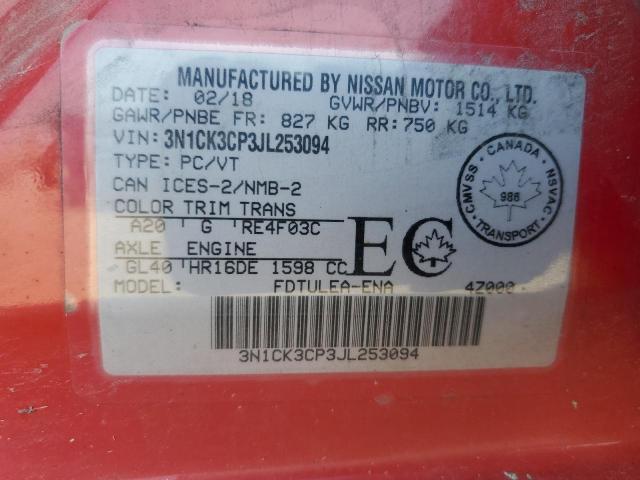 MANUFACTURED BY NISSAN MOTOR CO., LTD.
DATE: 02/18 GVWR/PNBV: 1514 KG
GAWR/PNBE FR: 827 KG RR: 750 KG
VIN: 3N1CK3CP3JL253094
TYPE: PC/VT
CAN ICES-2/NMB-2
COLOR TRIM TRANS
A20 G RE4F03C
AXLE ENGINE
GL40 HR16DE 1598 CC
MODEL: FDTULEA-ENA 4Z000
EC
CANADA
CMVSS
NSVAC
986
TRANSPORT
3N1CK3CP3JL253094